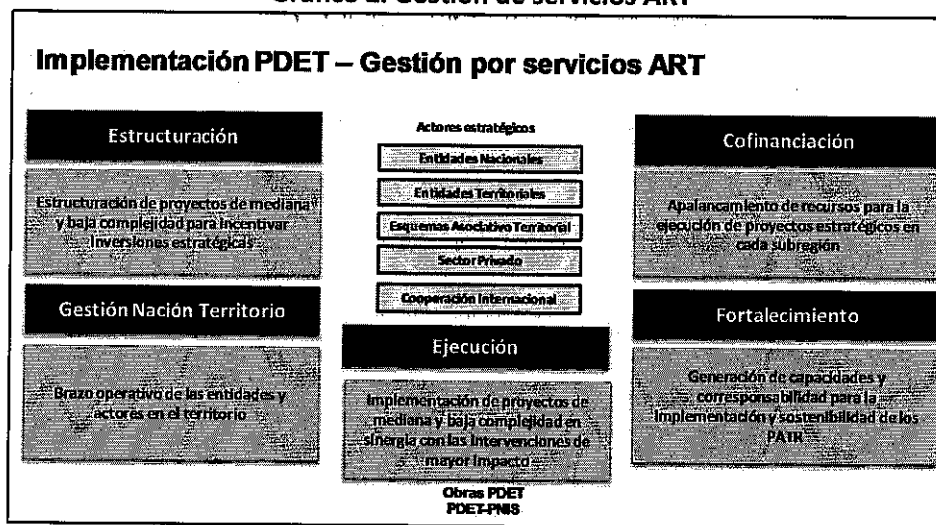 Gráfico 2. Gestión de servicios ART
Implementación PDET – Gestión por servicios ART
Estructuración
Estructuración de proyectos de mediana
y baja complejidad para incentivar
inversiones estratégicas
Gestión Nación Territorio
Brazo operativo de las entidades y
actores en el territorio
Actores estratégicos
Entidades Nacionales
Entidades Territoriales
Esquemas Asociativo Territorial
Sector Privado
Cooperación Internacional
Ejecución
Implementación de proyectos de
mediana y baja complejidad en
sinergia con las intervenciones de
mayor impacto
Obras PDET
PDET-PNIS
Cofinanciación
Apalancamiento de recursos para la
ejecución de proyectos estratégicos en
cada subregión
Fortalecimiento
Generación de capacidades y
corresponsabilidad para la
implementación y sostenibilidad de los
PATR